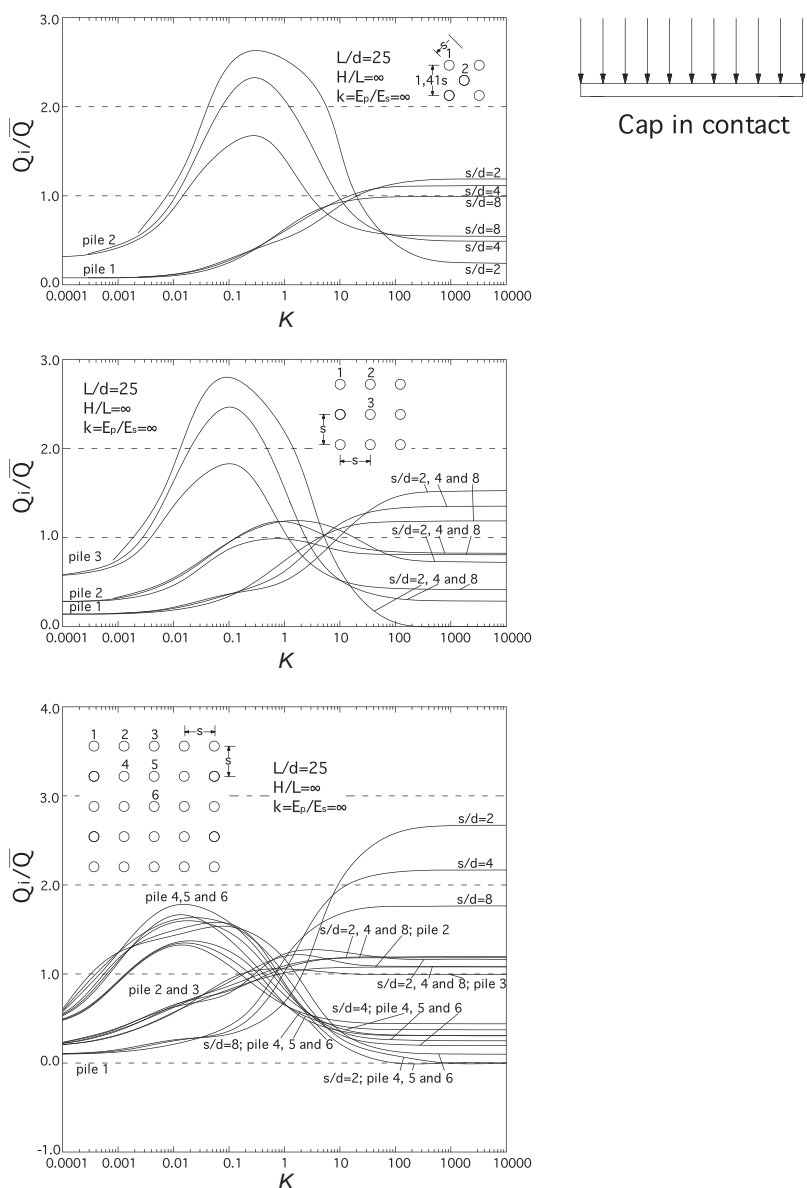 3.0
L/d=25
H/L=∞
k=Ep/Es=∞
s
1
2
1,41s
2.0
Qi/Q̅
1.0
s/d=2
s/d=4
s/d=8
pile 2
s/d=8
s/d=4
pile 1
s/d=2
0.0
0.0001 0.001 0.01 0.1 1 10 100 1000 10000
K
Cap in contact
3.0
L/d=25
H/L=∞
k=Ep/Es=∞
1 2
3
s
s
2.0
Qi/Q̅
s/d=2, 4 and 8
1.0
s/d=2, 4 and 8
pile 3
s/d=2, 4 and 8
pile 2
pile 1
0.0
0.0001 0.001 0.01 0.1 1 10 100 1000 10000
K
4.0
1 2 3
s
s
4 5
6
L/d=25
H/L=∞
k=Ep/Es=∞
3.0
s/d=2
s/d=4
2.0
Qi/Q̅
pile 4,5 and 6
s/d=8
s/d=2, 4 and 8; pile 2
1.0
s/d=2, 4 and 8; pile 3
pile 2 and 3
s/d=4; pile 4, 5 and 6
s/d=8; pile 4, 5 and 6
0.0
pile 1
s/d=2; pile 4, 5 and 6
-1.0
0.0001 0.001 0.01 0.1 1 10 100 1000 10000
K